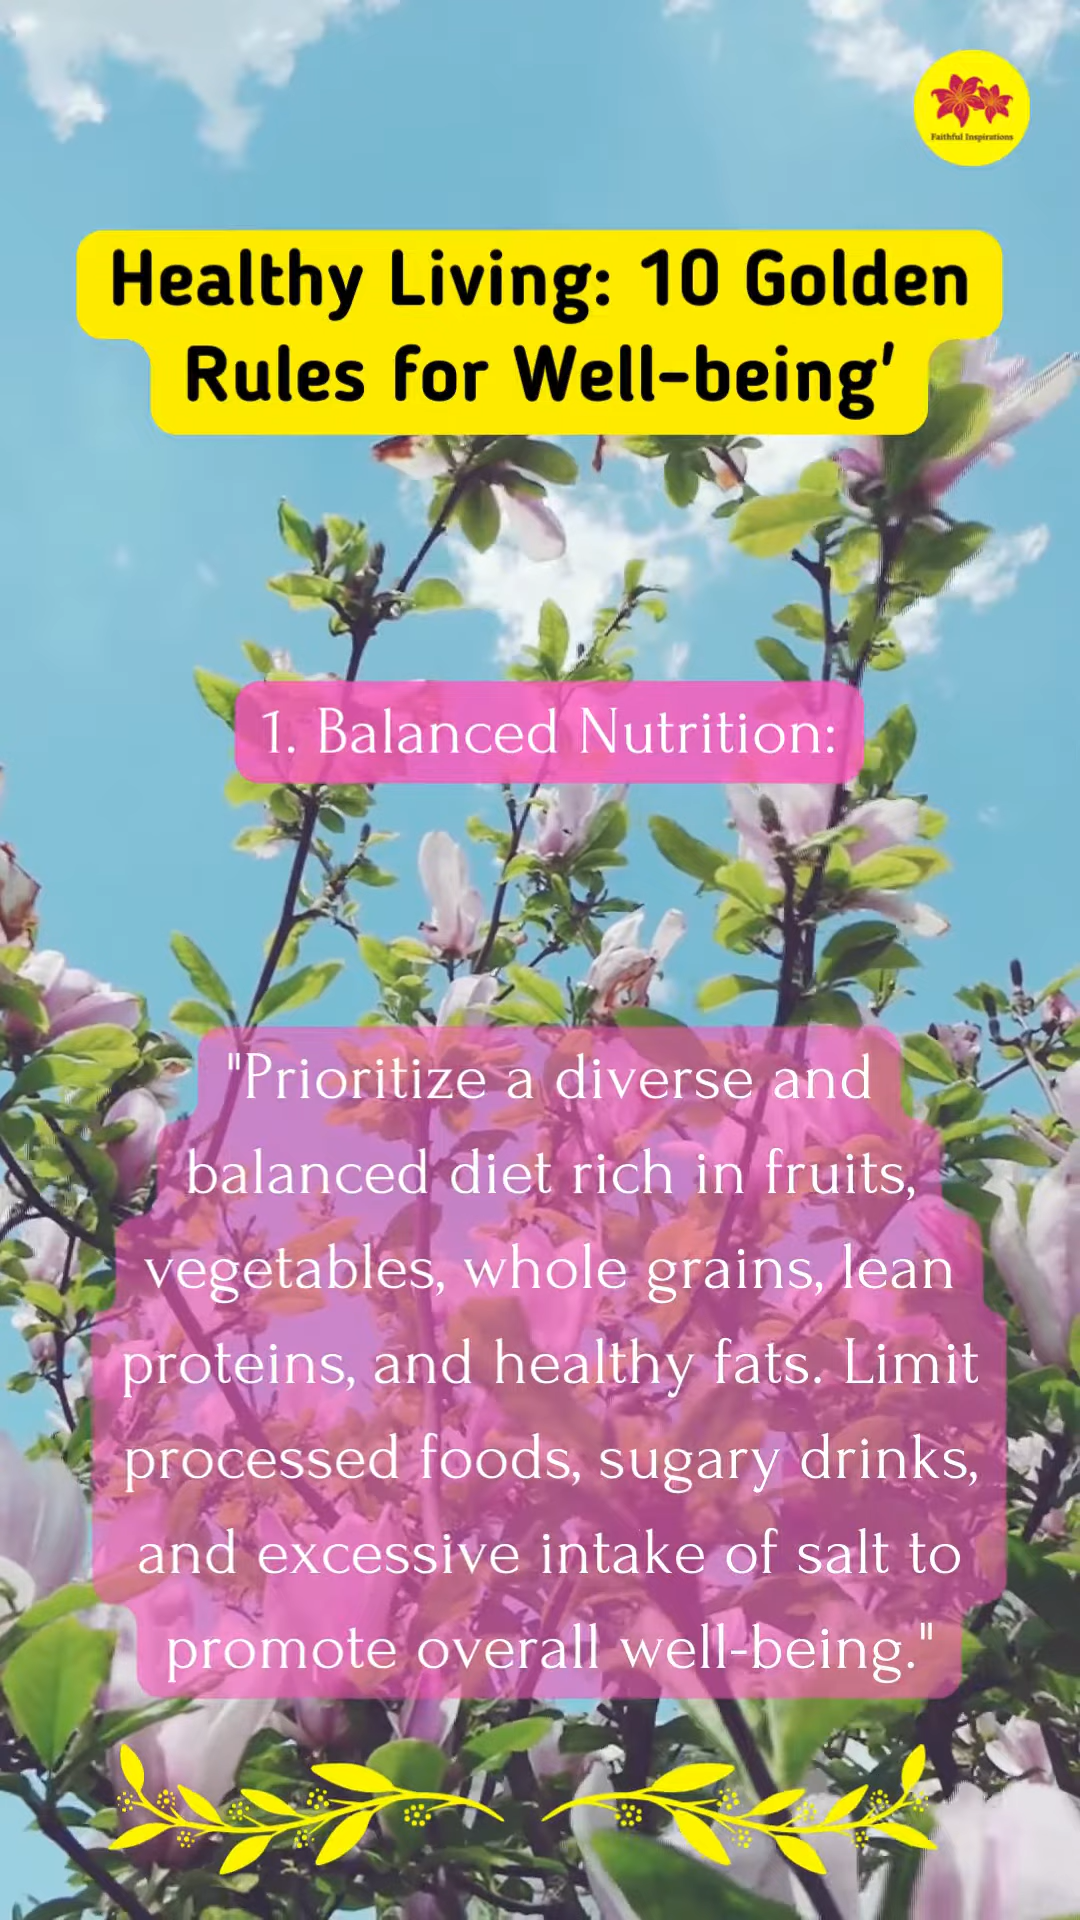 Faithful Inspirations
Healthy Living: 10 Golden
Rules for Well-being'
1. Balanced Nutrition:
"Prioritize a diverse and
balanced diet rich in fruits,
vegetables, whole grains, lean
proteins, and healthy fats. Limit
processed foods, sugary drinks,
and excessive intake of salt to
promote overall well-being."